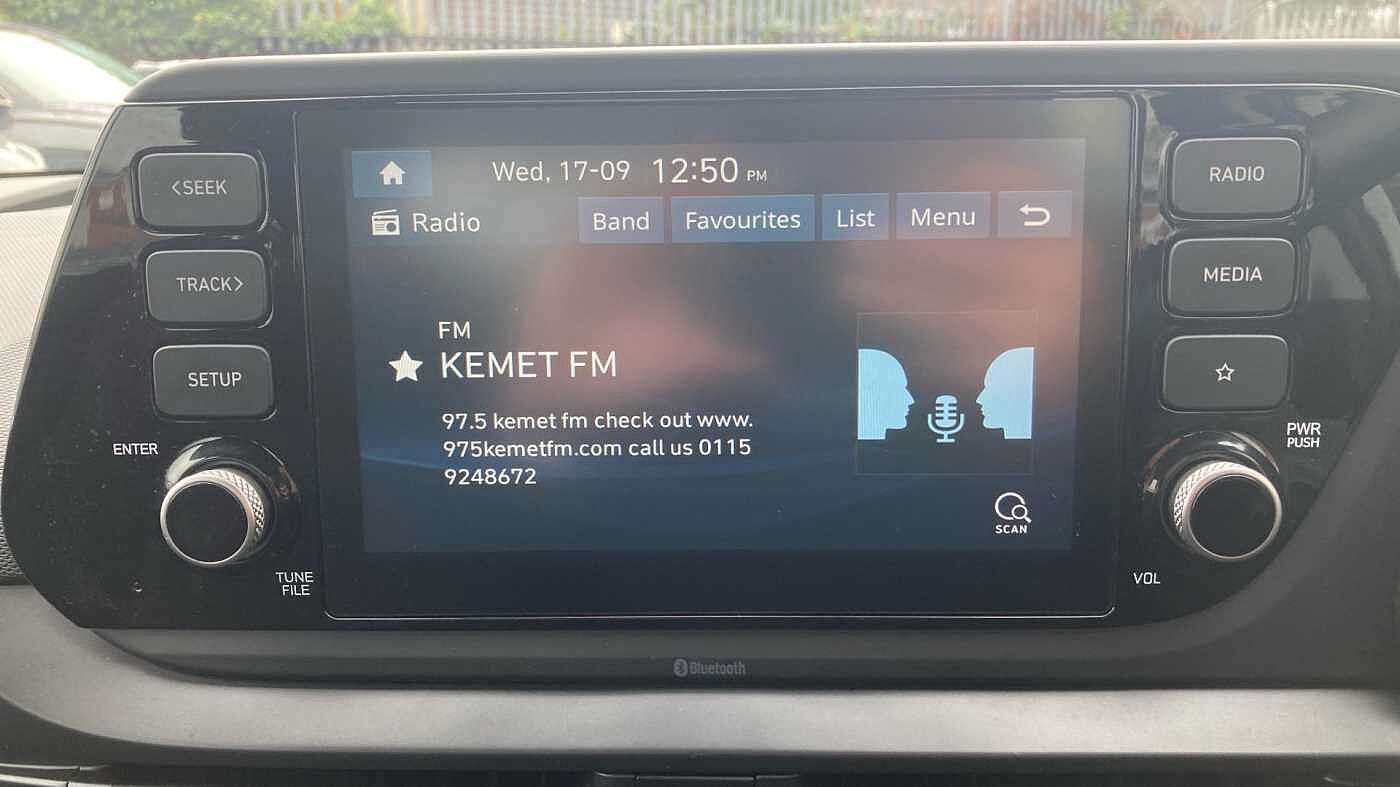 <SEEK
TRACK>
SETUP
ENTER
TUNE
FILE
Wed, 17-09 12:50 PM
Radio Band Favourites List Menu
FM
KEMET FM
97.5 kemet fm check out www.
975kemetfm.com call us 0115
9248672
SCAN
RADIO
MEDIA
PWR
PUSH
VOL
Bluetooth